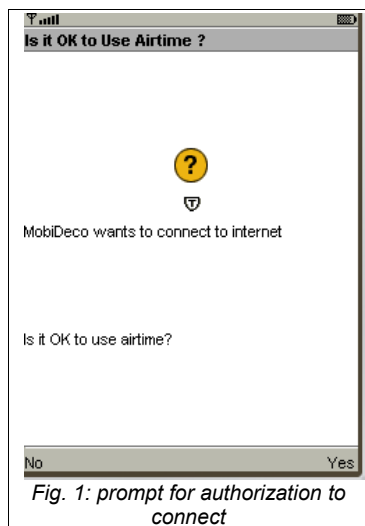 Is it OK to Use Airtime ?
?
T
MobiDeco wants to connect to internet
Is it OK to use airtime?
No Yes
Fig. 1: prompt for authorization to
connect